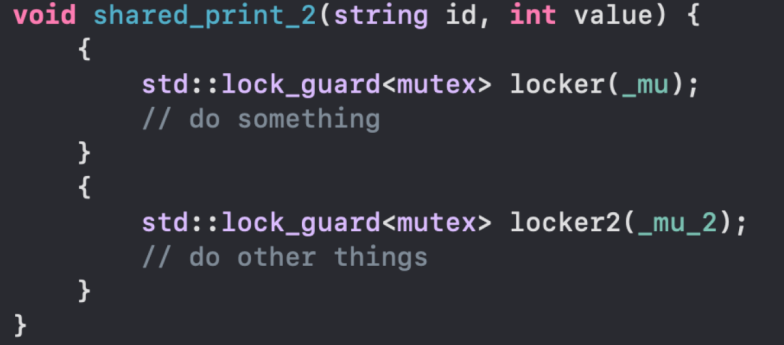 void shared_print_2(string id, int value) {
{
std::lock_guard<mutex> locker(_mu);
// do something
}
{
std::lock_guard<mutex> locker2(_mu_2);
// do other things
}
}